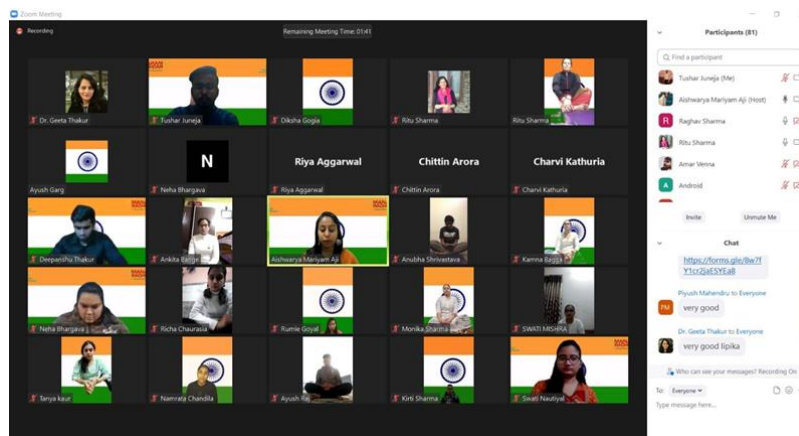 Zoom Meeting
Recording
Remaining Meeting Time: 01:41
Dr. Geeta Thakur
Tushar Juneja
Diksha Gogia
Ritu Sharma
Ritu Sharma
Ayush Garg
N
Neha Bhargava
Riya Aggarwal
Riya Aggarwal
Chittin Arora
Chittin Arora
Charvi Kathuria
Charvi Kathuria
Deepanshu Thakur
Ankita
Aishwarya Mariyam Aji
Anubha Shrivastava
Kamna Bagga
Neha Bhargava
Richa Chaurasia
Rumie Goyal
Monika Sharma
SWATI MISHRA
Tanya kaur
Namrata Chandila
Ayush Raj
Kirti Sharma
Swati Nautiyal
Participants (81)
Find a participant
Tushar Juneja (Me)
Aishwarya Mariyam Aji (Host)
R
Raghav Sharma
Ritu Sharma
Amar Verma
A
Android
Invite
Unmute Me
Chat
https://forms.gle/8w7f
Y1cr2jaESYEa8
Piyush Mahendru to Everyone
PM
very good
Dr. Geeta Thakur to Everyone
very good lipika
Who can see your messages? Recording On
To: Everyone
Type message here...